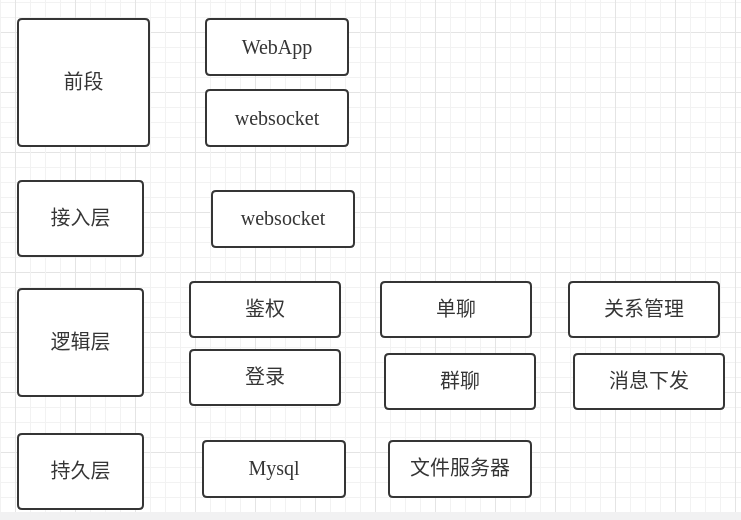 前段
WebApp
websocket
接入层
websocket
逻辑层
鉴权
单聊
关系管理
登录
群聊
消息下发
持久层
Mysql
文件服务器